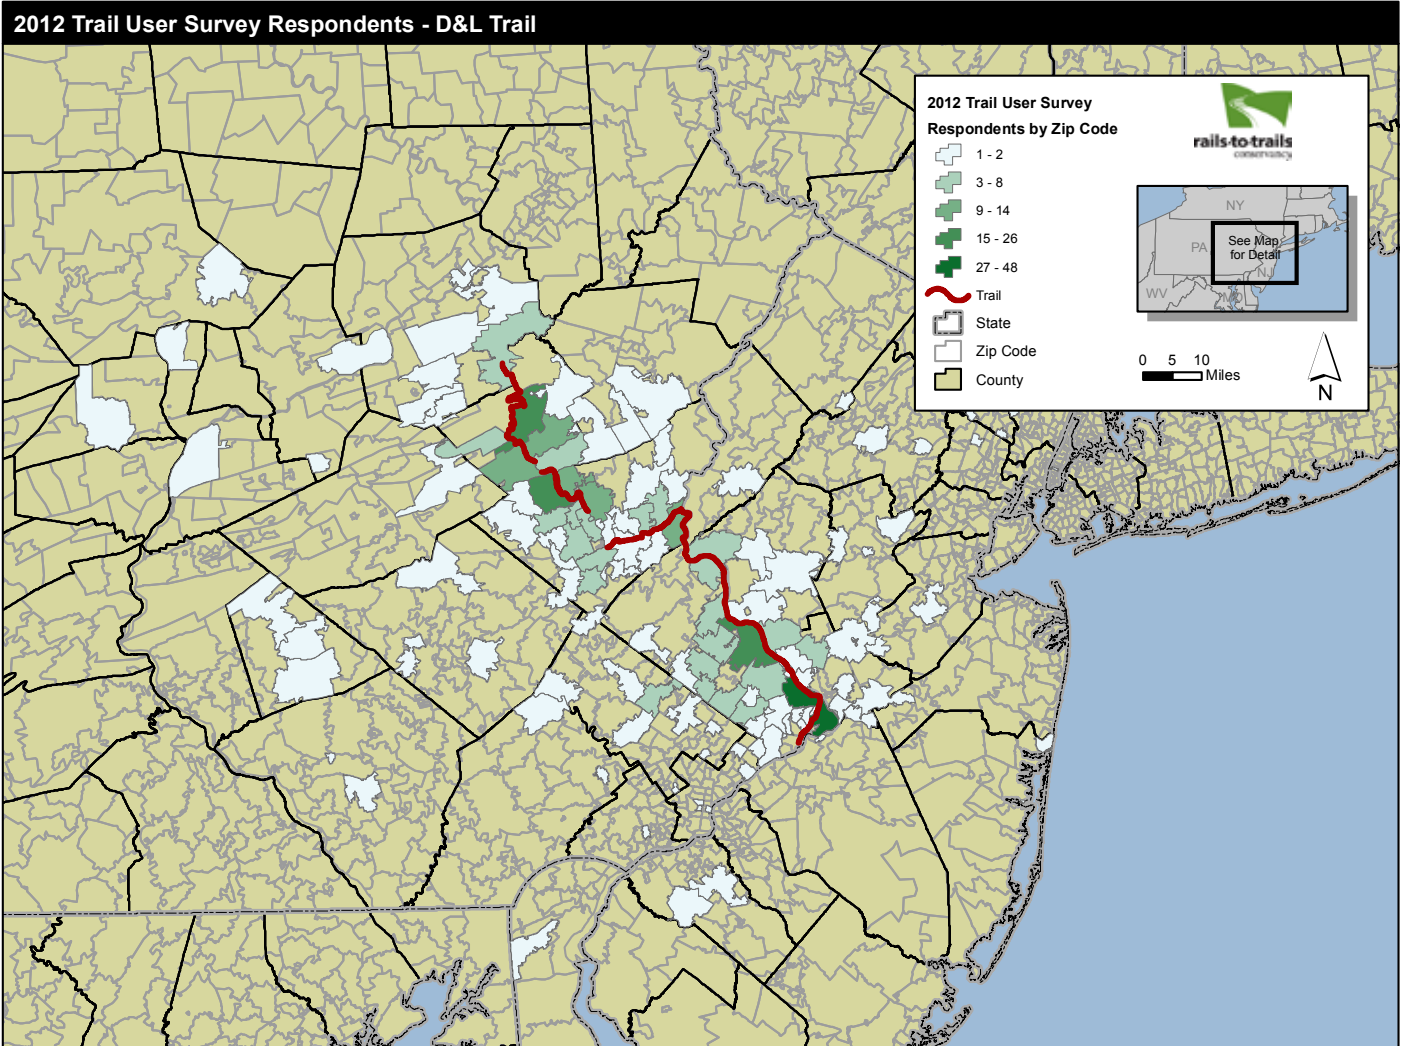 2012 Trail User Survey Respondents - D&L Trail
2012 Trail User Survey
Respondents by Zip Code
1 - 2
3 - 8
9 - 14
15 - 26
27 - 48
Trail
State
Zip Code
County
rails-to-trails
conservancy
NY
PA
See Map
for Detail
NJ
WV
MD
0 5 10
Miles
N